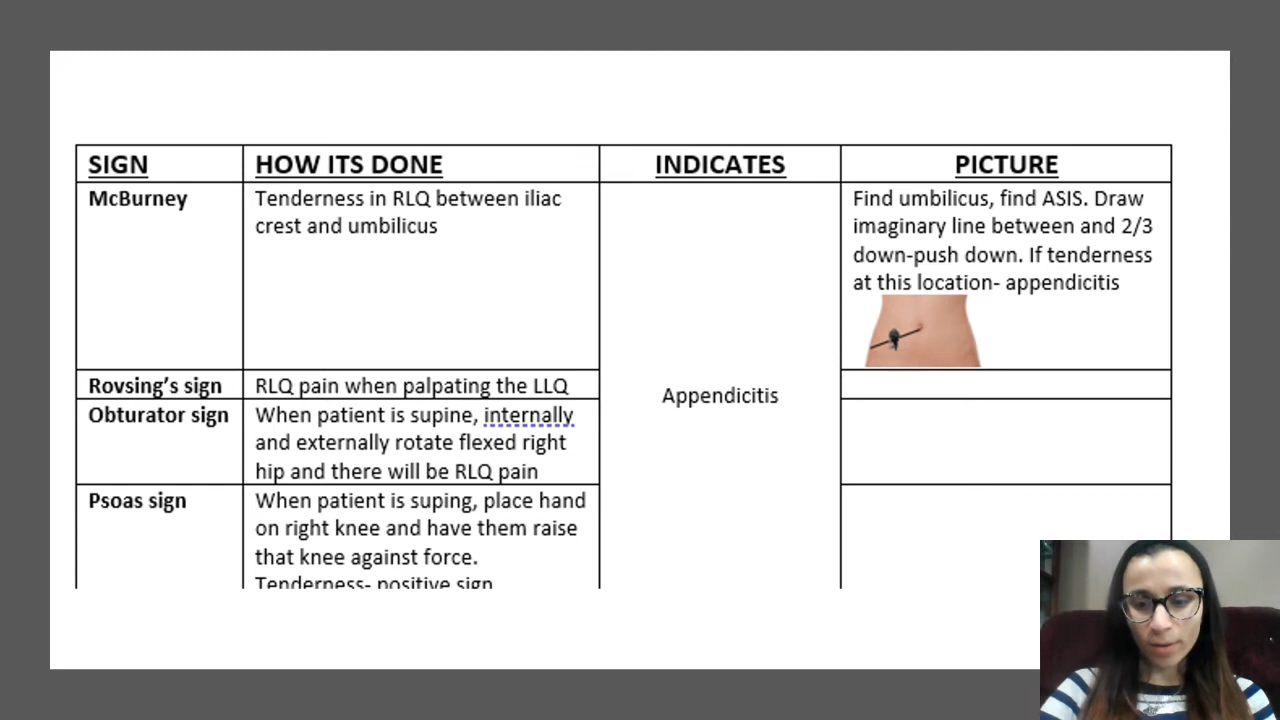 SIGN
HOW ITS DONE
INDICATES
PICTURE
McBurney
Tenderness in RLQ between iliac
crest and umbilicus
Appendicitis
Find umbilicus, find ASIS. Draw
imaginary line between and 2/3
down-push down. If tenderness
at this location- appendicitis
Rovsing's sign
RLQ pain when palpating the LLQ
Obturator sign
When patient is supine, internally
and externally rotate flexed right
hip and there will be RLQ pain
Psoas sign
When patient is suping, place hand
on right knee and have them raise
that knee against force.
Tenderness- positive sign